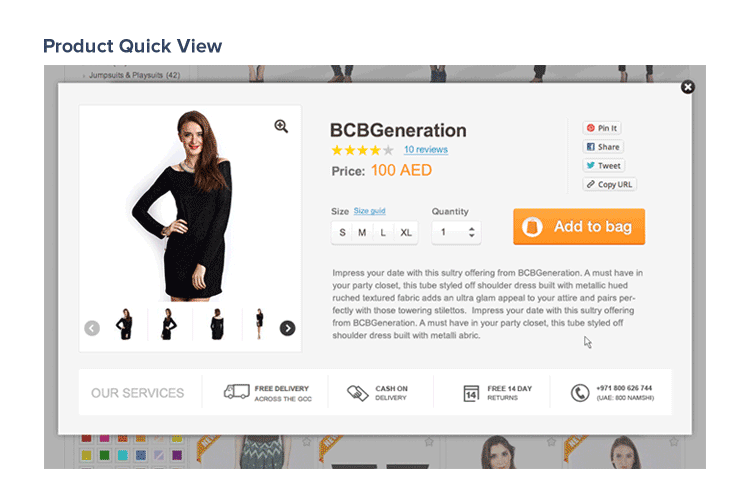 Product Quick View
Jumpsuits & Playsuits (42)
BCBGeneration
10 reviews
Price: 100 AED
Pin It
Share
Tweet
Copy URL
Size Size guid
Quantity
S M L XL
1
Add to bag
Impress your date with this sultry offering from BCBGeneration. A must have in
your party closet, this tube styled off shoulder dress built with metallic hued
ruched textured fabric adds an ultra glam appeal to your attire and pairs per-
fectly with those towering stilettos. Impress your date with this sultry offering
from BCBGeneration. A must have in your party closet, this tube styled off
shoulder dress built with metalli abric.
OUR SERVICES
FREE DELIVERY
ACROSS THE GCC
CASH ON
DELIVERY
14
FREE 14 DAY
RETURNS
+971 800 626 744
(UAE: 800 NAMSHI)
NEW
NEW
NEW